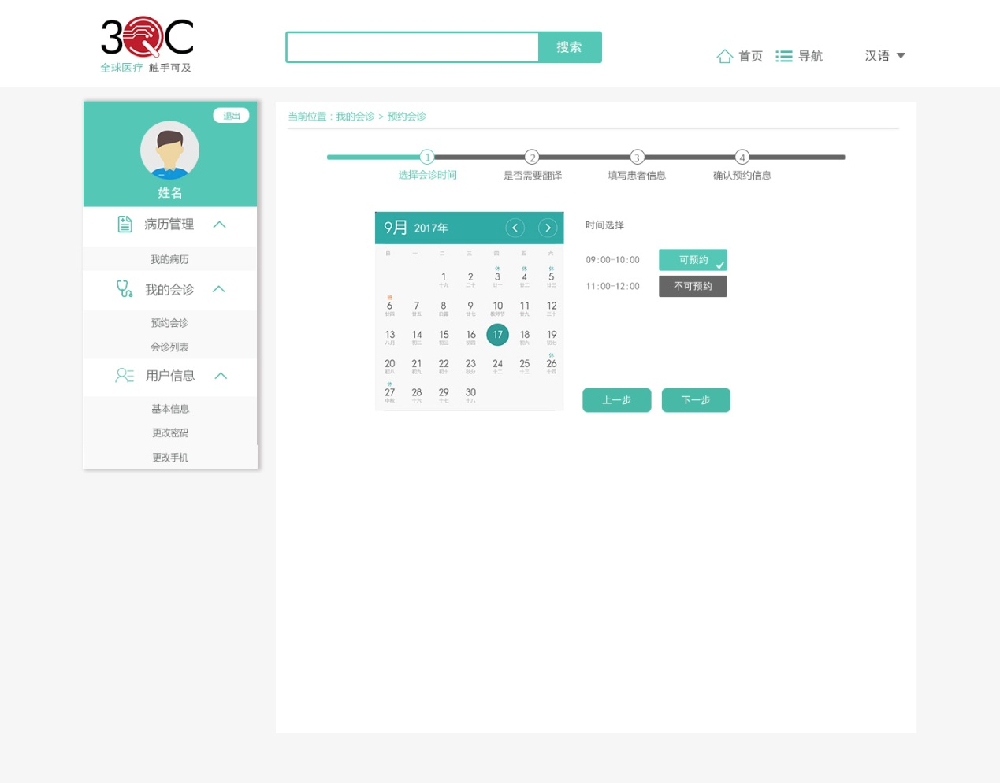 3QC
全球医疗 触手可及
搜索
首页
导航
汉语
退出
姓名
病历管理
我的病历
我的会诊
预约会诊
会诊列表
用户信息
基本信息
更改密码
更改手机
当前位置：我的会诊 > 预约会诊
1 2 3 4
选择会诊时间 是否需要翻译 填写患者信息 确认预约信息
9月 2017年
日 一 二 三 四 五 六
休 休 休
1 2 3 4 5
十九 二十 廿一 廿二 廿三
班
6 7 8 9 10 11 12
廿四 廿五 廿七 教师节 廿九 三十
13 14 15 16 17 18 19
八月 初二 初三 初四 初六 初七
休
20 21 22 23 24 25 26
初八 初九 初十 秋分 十二 十三 十四
休
27 28 29 30
中秋 十六 十七 十八
时间选择
09:00-10:00 可预约
11:00-12:00 不可预约
上一步 下一步